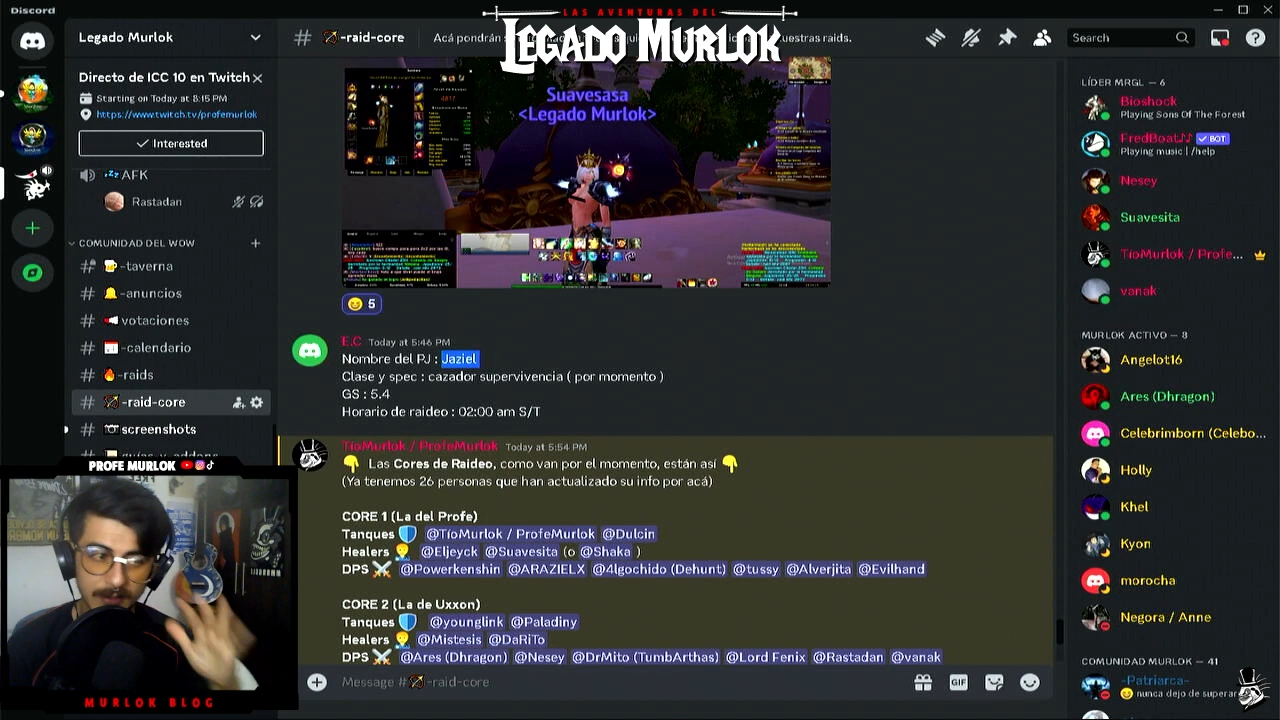 Discord
LAS AVENTURAS DEL
LEGADO MURLOK
Legado Murlok
-raid-core
Acá pondrán
uestras raids.
Search
Directo de ICC 10 en Twitch
Starting on Today at 8:15 PM
https://www.twitch.tv/profemurlok
Interested
AFK
Rastadan
COMUNIDAD DEL WOW
-taverna
-anuncios
votaciones
-calendario
-raids
-raid-core
screenshots
Suavesasa
<Legado Murlok>
5
E.C Today at 5:46 PM
Nombre del PJ : Jaziel
Clase y spec : cazador supervivencia ( por momento )
GS : 5.4
Horario de raideo : 02:00 am S/T
TíoMurlok / ProfeMurlok Today at 5:54 PM
👇 Las Cores de Raideo, como van por el momento, están así 👇
(Ya tenemos 26 personas que han actualizado su info por acá)
CORE 1 (La del Profe)
Tanques 🛡 @TíoMurlok / ProfeMurlok @Dulcin
Healers @Eljeyck @Suavesita (o @Shaka )
DPS ⚔ @Powerkenshin @ARAZIELX @4lgochido (Dehunt) @tussy @Alverjita @Evilhand
CORE 2 (La de Uxxon)
Tanques 🛡 @younglink @Paladiny
Healers @Mistesis @DaRiTo
DPS ⚔ @Ares (Dhragon) @Nesey @DrMito (TumbArthas) @Lord Fenix @Rastadan @vanak
Message #🏹-raid-core
GIF
Playing Sons Of The Forest
BOT
Playing music | /help
Nesey
Suavesita
TíoMurlok /
vanak
MURLOK ACTIVO — 8
Angelot16
Ares (Dhragon)
Celebrimborn (Celebo...
Holly
Khel
Kyon
morocha
Negora / Anne
COMUNIDAD MURLOK — 41
-Patriarca-
nunca dejo de superar
PROFE MURLOK
MURLOK BLOG